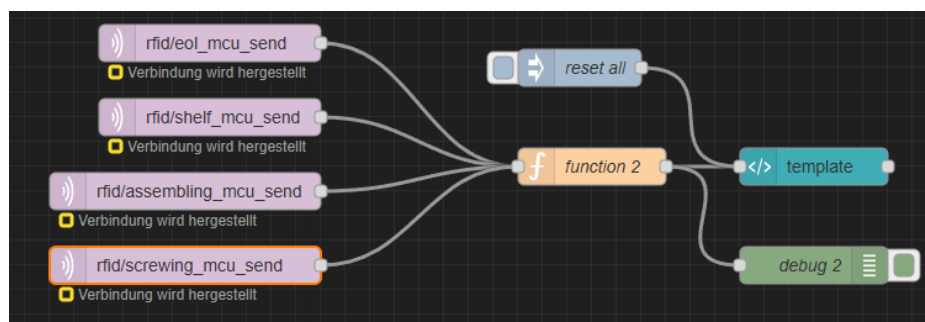 rfid/eol_mcu_send
Verbindung wird hergestellt
reset all
rfid/shelf_mcu_send
Verbindung wird hergestellt
function 2
template
rfid/assembling_mcu_send
Verbindung wird hergestellt
rfid/screwing_mcu_send
debug 2
Verbindung wird hergestellt